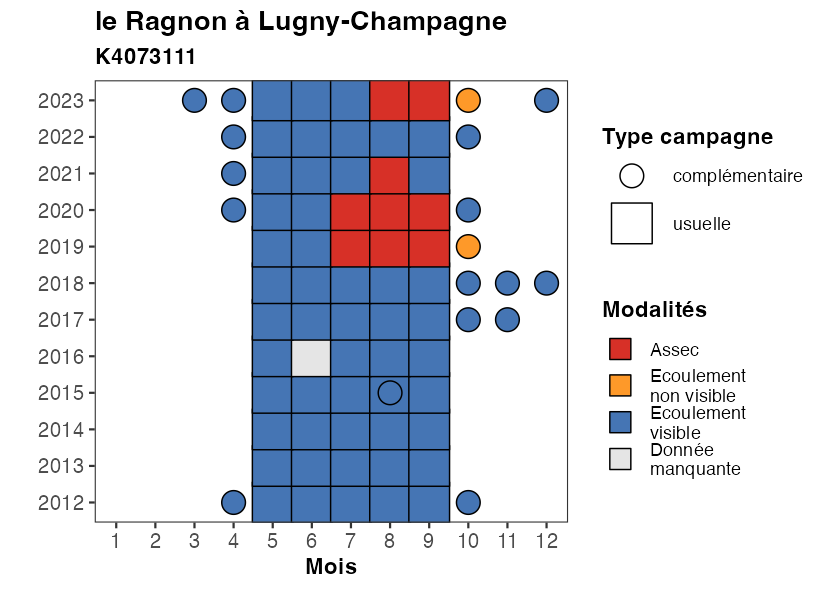 le Ragnon à Lugny-Champagne
K4073111
2023
2022
2021
2020
2019
2018
2017
2016
2015
2014
2013
2012
1 2 3 4 5 6 7 8 9 10 11 12
Mois
Type campagne
complémentaire
usuelle
Modalités
Assec
Ecoulement
non visible
Ecoulement
visible
Donnée
manquante